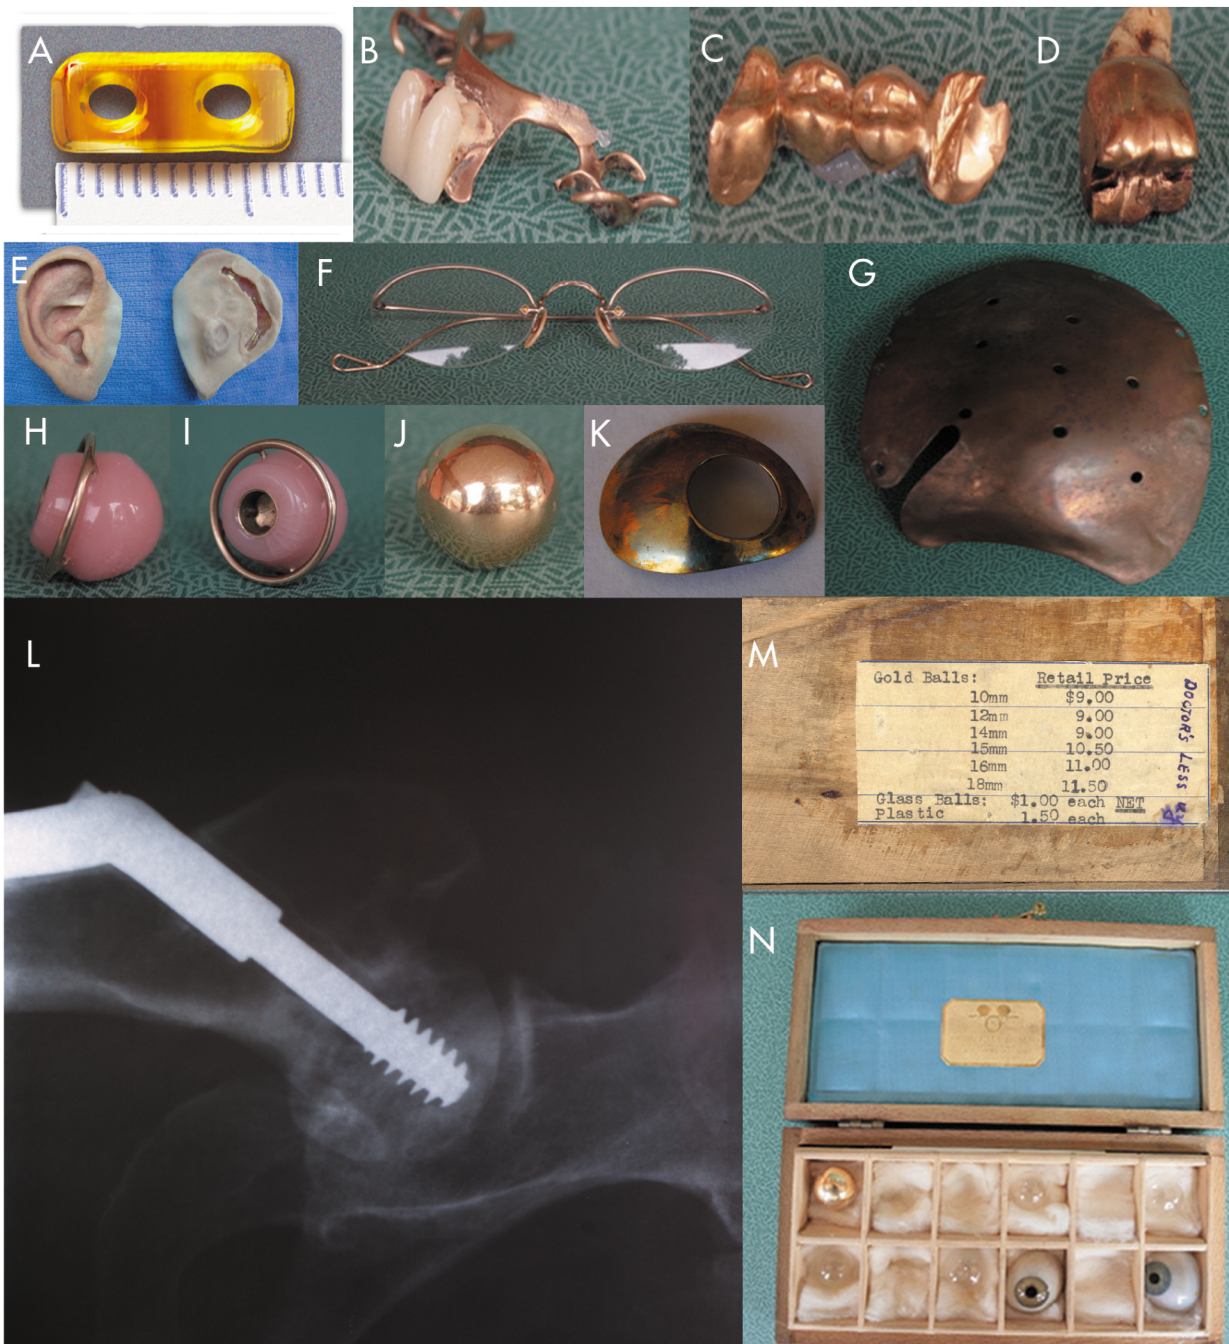 A
B
C
D
E
F
G
H
I
J
K
L
M
Gold Balls: Retail Price
10mm $9.00
12mm 9.00
14mm 9.00
15mm 10.50
16mm 11.00
18mm 11.50
Glass Balls: $1.00 each NET
Plastic 1.50 each
DOCTOR'S LESS
N